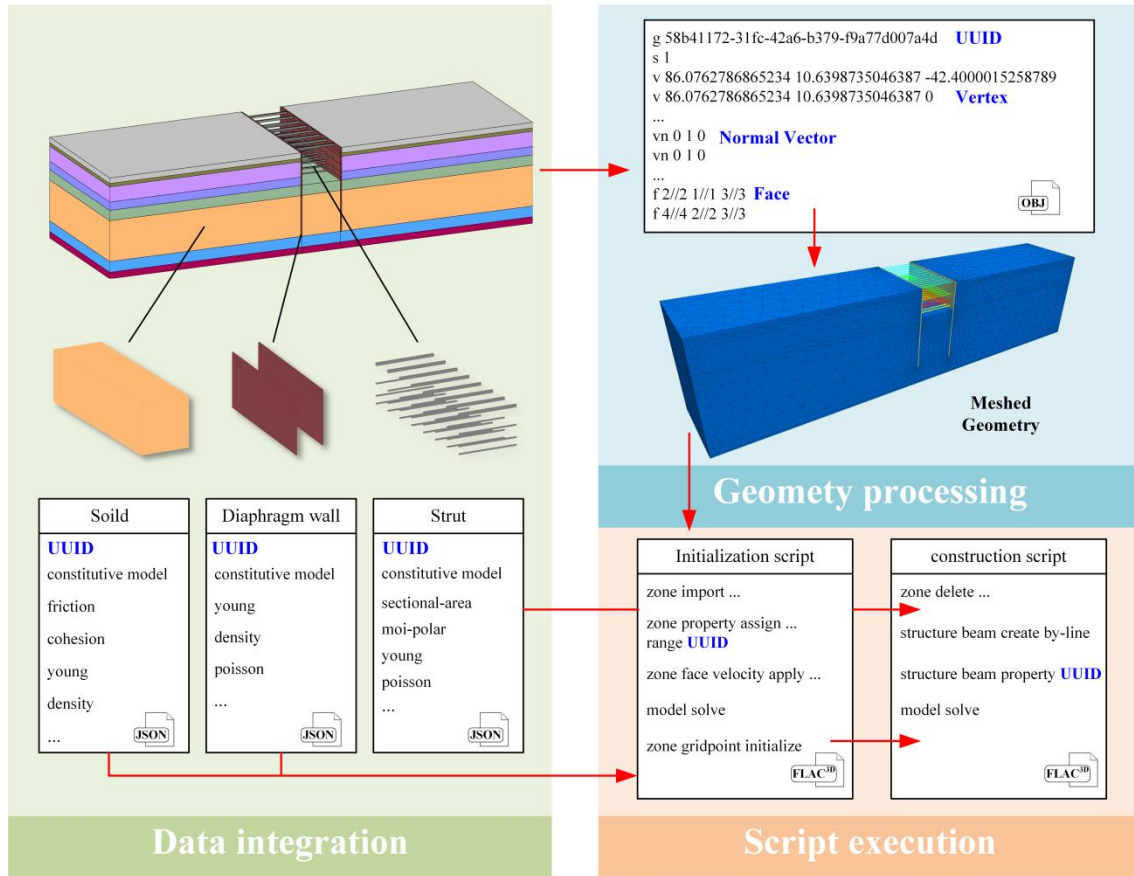 g 58b41172-31fc-42a6-b379-f9a77d007a4d UUID
s 1
v 86.0762786865234 10.6398735046387 -42.4000015258789
v 86.0762786865234 10.6398735046387 0 Vertex
...
vn 0 1 0 Normal Vector
vn 0 1 0
...
f 2//2 1//1 3//3 Face
f 4//4 2//2 3//3
OBJ
Meshed
Geometry
Geomety processing
Soild
UUID
constitutive model
friction
cohesion
young
density
...
JSON
Diaphragm wall
UUID
constitutive model
young
density
poisson
...
JSON
Strut
UUID
constitutive model
sectional-area
moi-polar
young
poisson
...
JSON
Data integration
Initialization script
zone import ...
zone property assign ...
range UUID
zone face velocity apply ...
model solve
zone gridpoint initialize
FLAC3D
construction script
zone delete ...
structure beam create by-line
structure beam property UUID
model solve
FLAC3D
Script execution